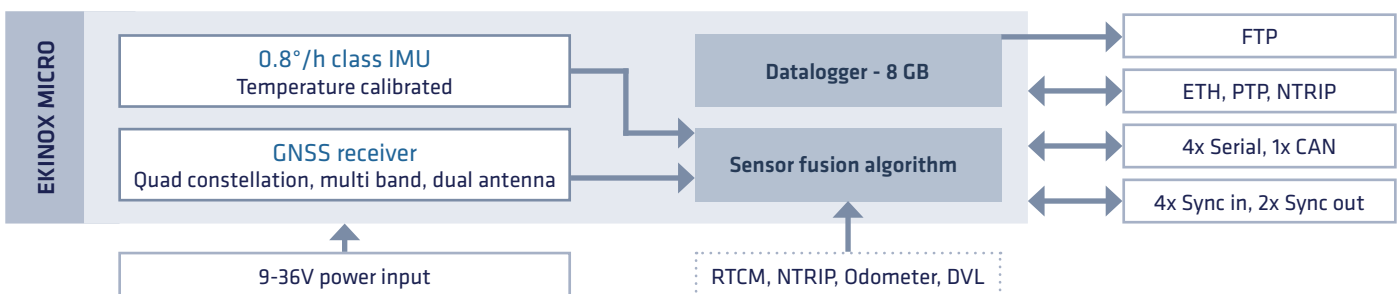 EKINOX MICRO
0.8°/h class IMU
Temperature calibrated
GNSS receiver
Quad constellation, multi band, dual antenna
9-36V power input
Datalogger - 8 GB
Sensor fusion algorithm
RTCM, NTRIP, Odometer, DVL
FTP
ETH, PTP, NTRIP
4x Serial, 1x CAN
4x Sync in, 2x Sync out